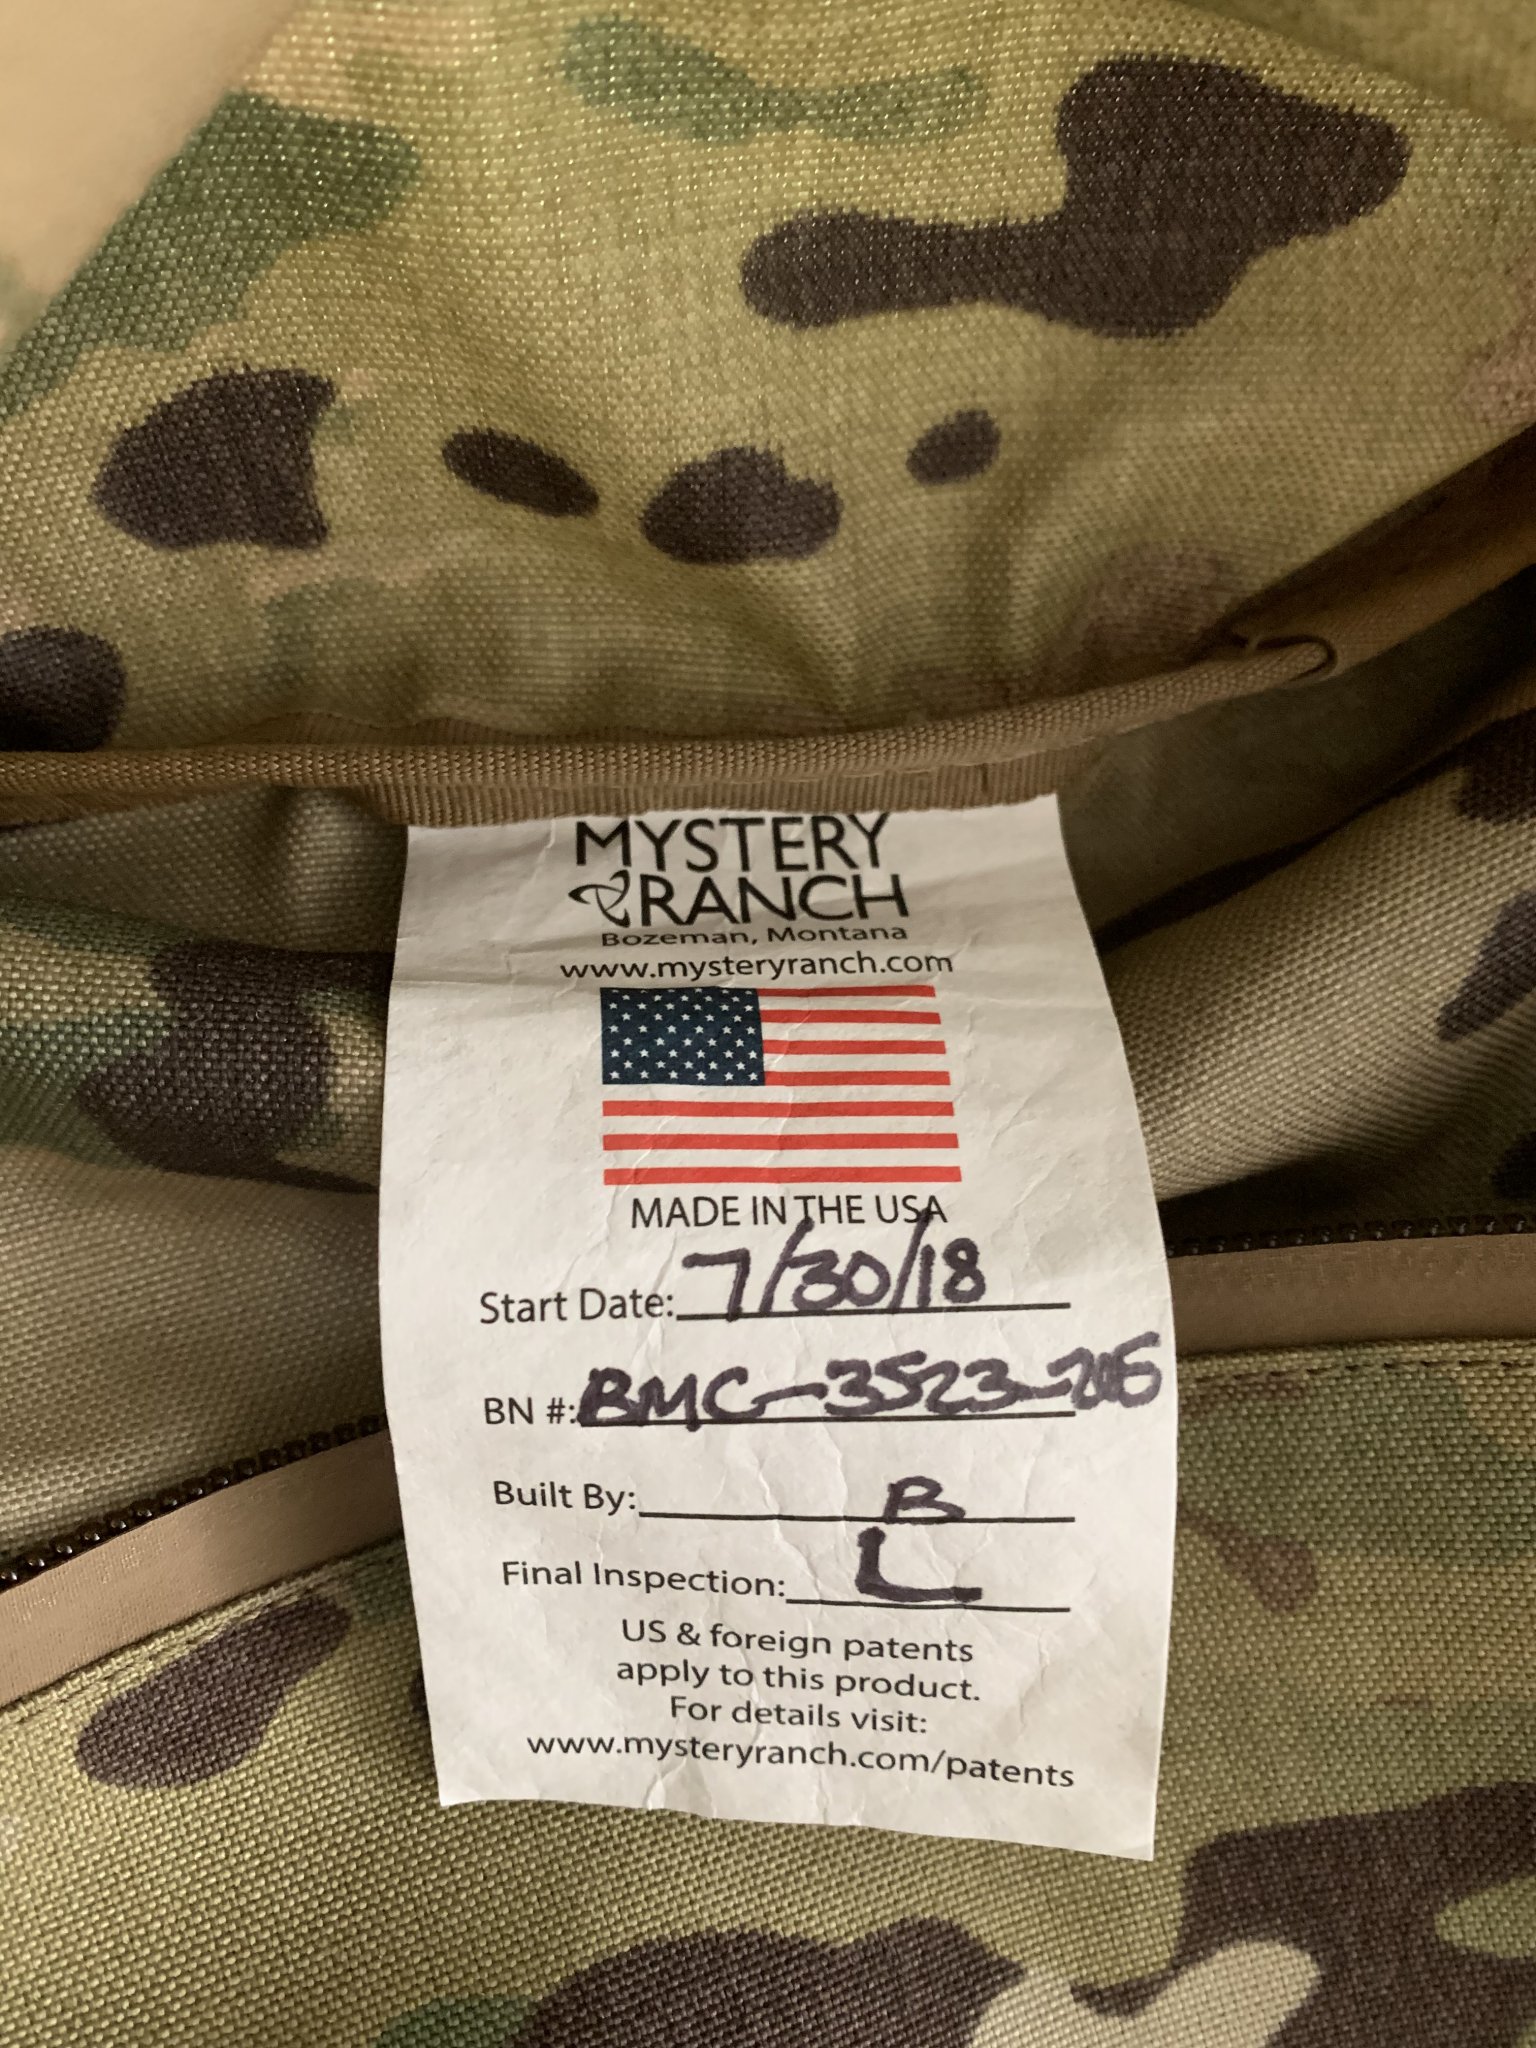 MYSTERY
RANCH
Bozeman, Montana
www.mysteryranch.com
MADE IN THE USA
Start Date: 7/30/18
BN #: BMC-3523-206
Built By: B
Final Inspection: L
US & foreign patents
apply to this product.
For details visit:
www.mysteryranch.com/patents